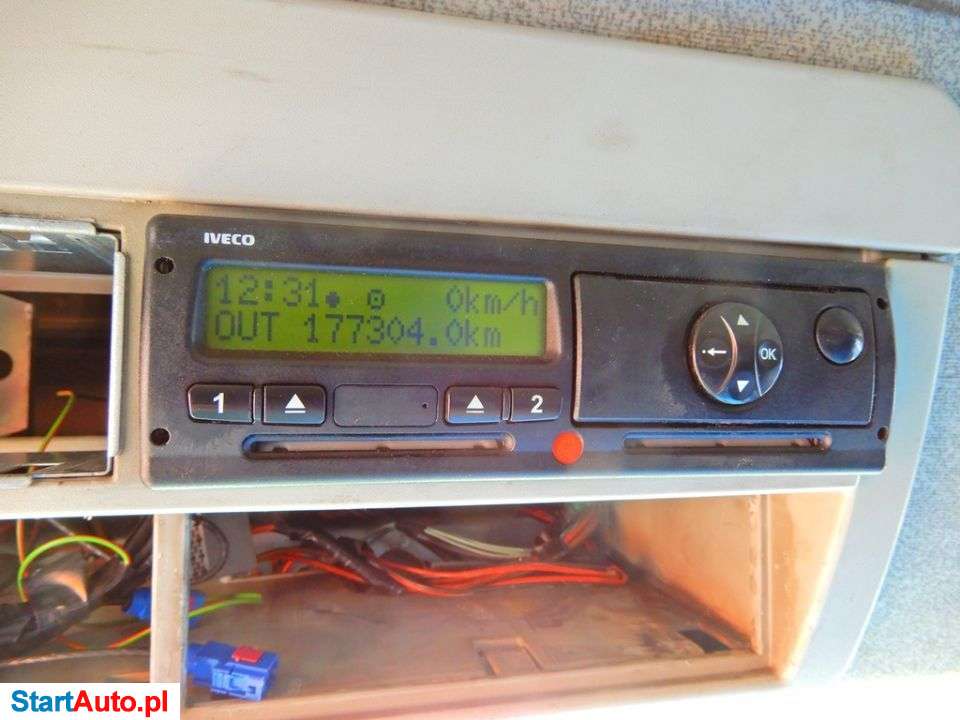 IVECO
12:31 0km/h
OUT 177304.0km
1 2
OK
StartAuto.pl